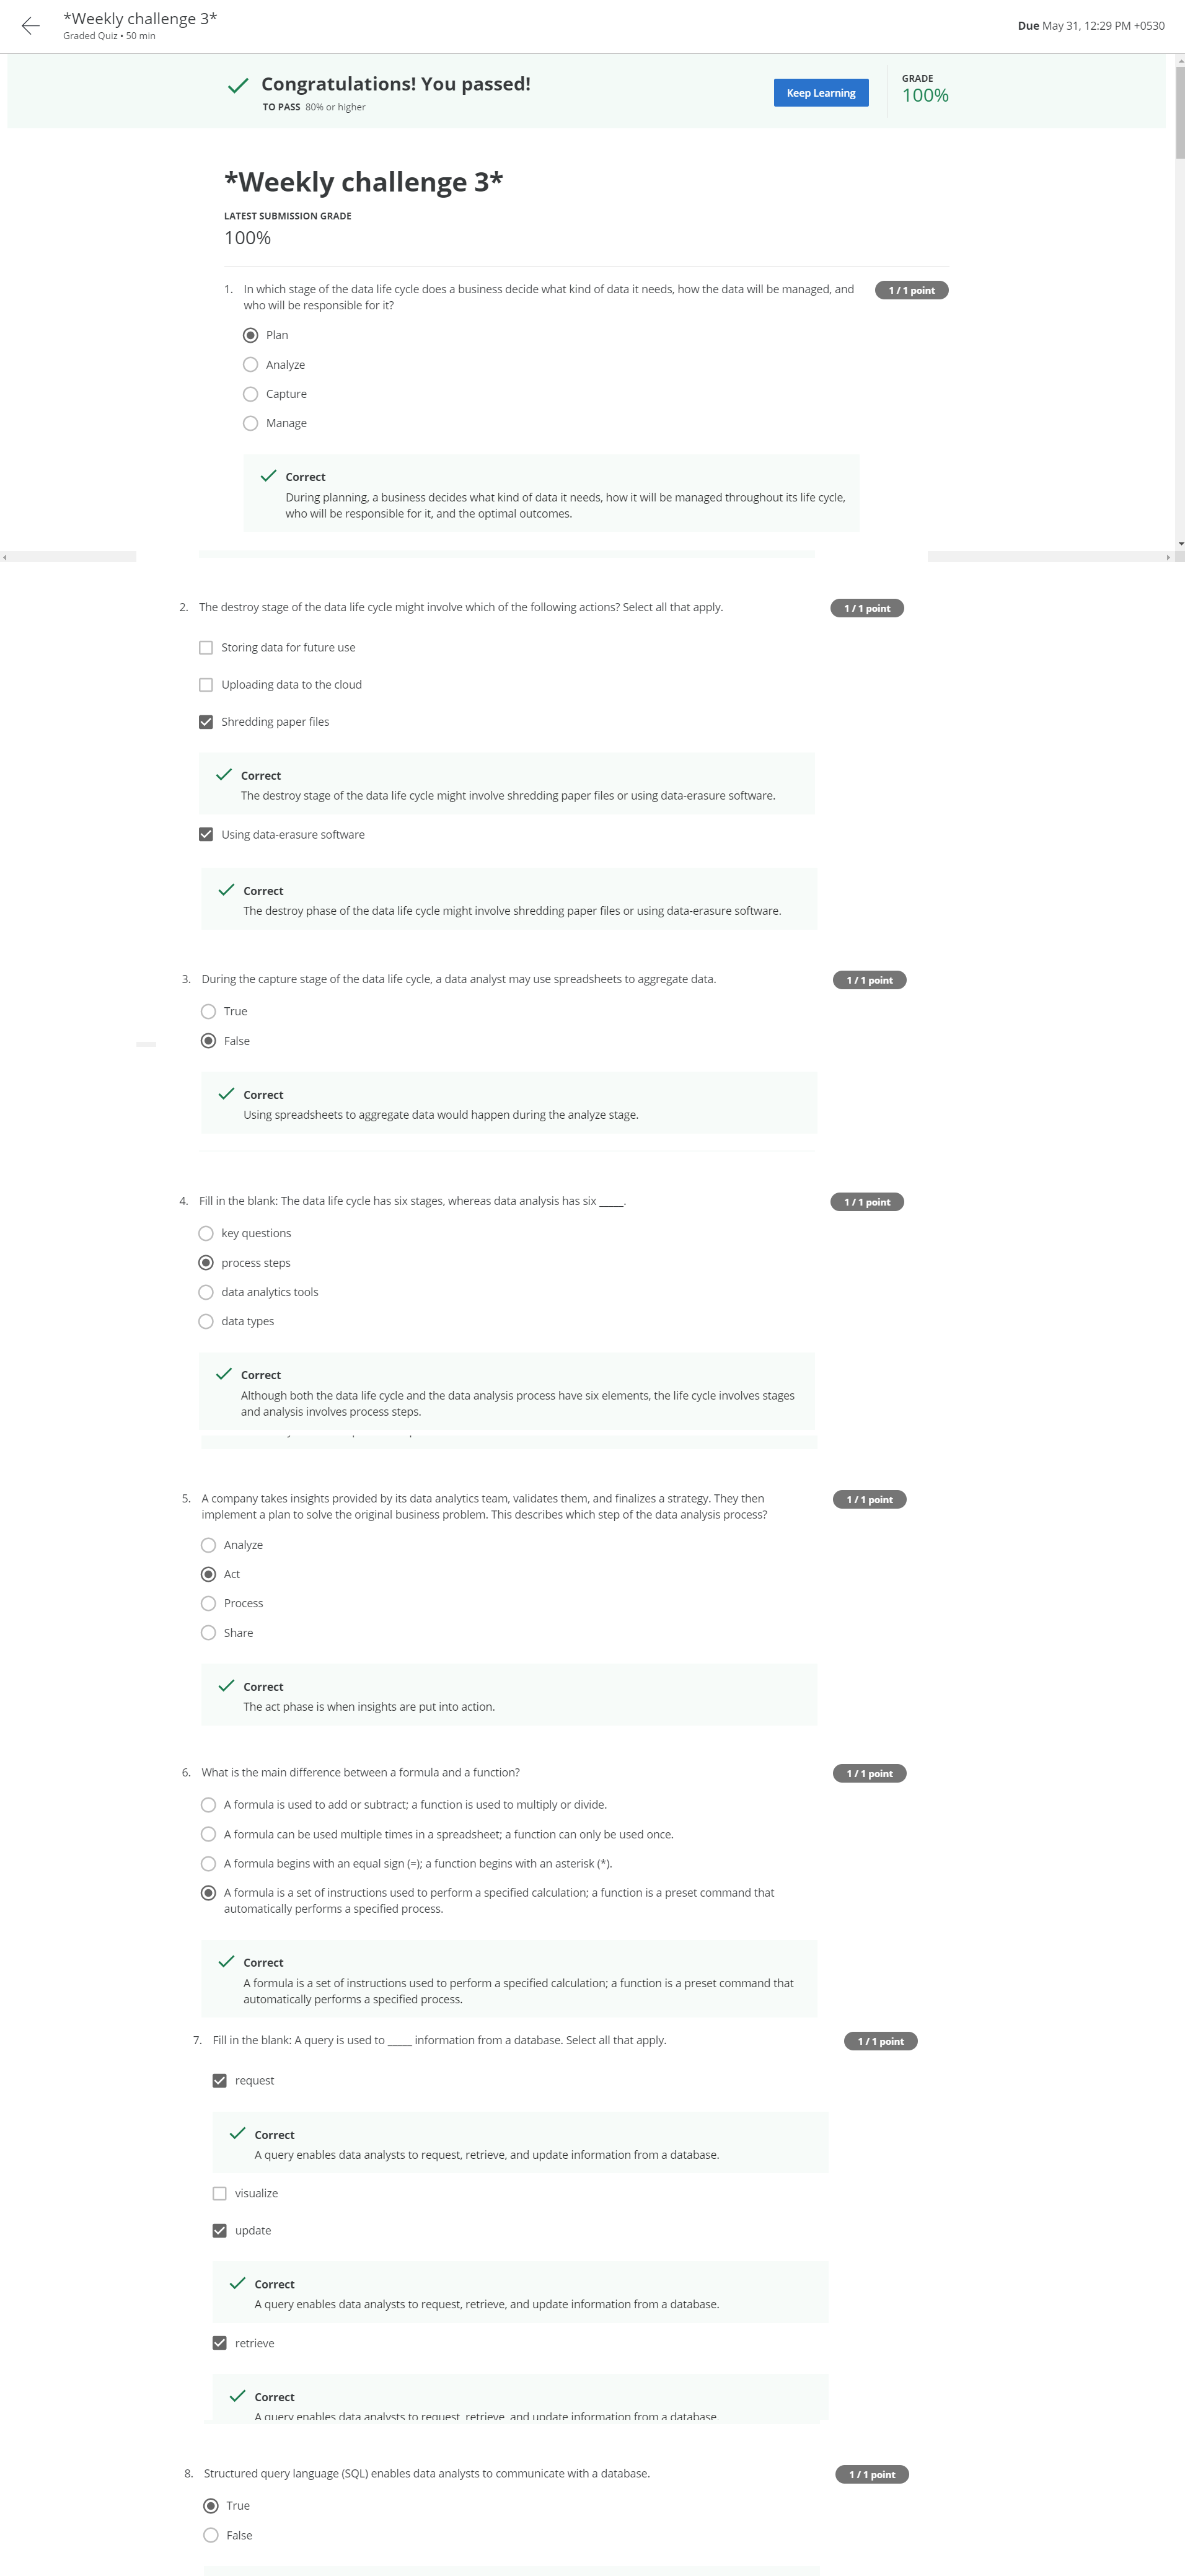 *Weekly challenge 3*
Graded Quiz • 50 min
Due May 31, 12:29 PM +0530
Congratulations! You passed!
TO PASS 80% or higher
Keep Learning
GRADE
100%
*Weekly challenge 3*
LATEST SUBMISSION GRADE
100%
1. In which stage of the data life cycle does a business decide what kind of data it needs, how the data will be managed, and
who will be responsible for it?
1 / 1 point
Plan
Analyze
Capture
Manage
Correct
During planning, a business decides what kind of data it needs, how it will be managed throughout its life cycle,
who will be responsible for it, and the optimal outcomes.
2. The destroy stage of the data life cycle might involve which of the following actions? Select all that apply.
1 / 1 point
Storing data for future use
Uploading data to the cloud
Shredding paper files
Correct
The destroy stage of the data life cycle might involve shredding paper files or using data-erasure software.
Using data-erasure software
Correct
The destroy phase of the data life cycle might involve shredding paper files or using data-erasure software.
3. During the capture stage of the data life cycle, a data analyst may use spreadsheets to aggregate data.
1 / 1 point
True
False
Correct
Using spreadsheets to aggregate data would happen during the analyze stage.
4. Fill in the blank: The data life cycle has six stages, whereas data analysis has six _____.
1 / 1 point
key questions
process steps
data analytics tools
data types
Correct
Although both the data life cycle and the data analysis process have six elements, the life cycle involves stages
and analysis involves process steps.
5. A company takes insights provided by its data analytics team, validates them, and finalizes a strategy. They then
implement a plan to solve the original business problem. This describes which step of the data analysis process?
1 / 1 point
Analyze
Act
Process
Share
Correct
The act phase is when insights are put into action.
6. What is the main difference between a formula and a function?
1 / 1 point
A formula is used to add or subtract; a function is used to multiply or divide.
A formula can be used multiple times in a spreadsheet; a function can only be used once.
A formula begins with an equal sign (=); a function begins with an asterisk (*).
A formula is a set of instructions used to perform a specified calculation; a function is a preset command that
automatically performs a specified process.
Correct
A formula is a set of instructions used to perform a specified calculation; a function is a preset command that
automatically performs a specified process.
7. Fill in the blank: A query is used to _____ information from a database. Select all that apply.
1 / 1 point
request
Correct
A query enables data analysts to request, retrieve, and update information from a database.
visualize
update
Correct
A query enables data analysts to request, retrieve, and update information from a database.
retrieve
Correct
A query enables data analysts to request, retrieve, and update information from a database.
8. Structured query language (SQL) enables data analysts to communicate with a database.
1 / 1 point
True
False